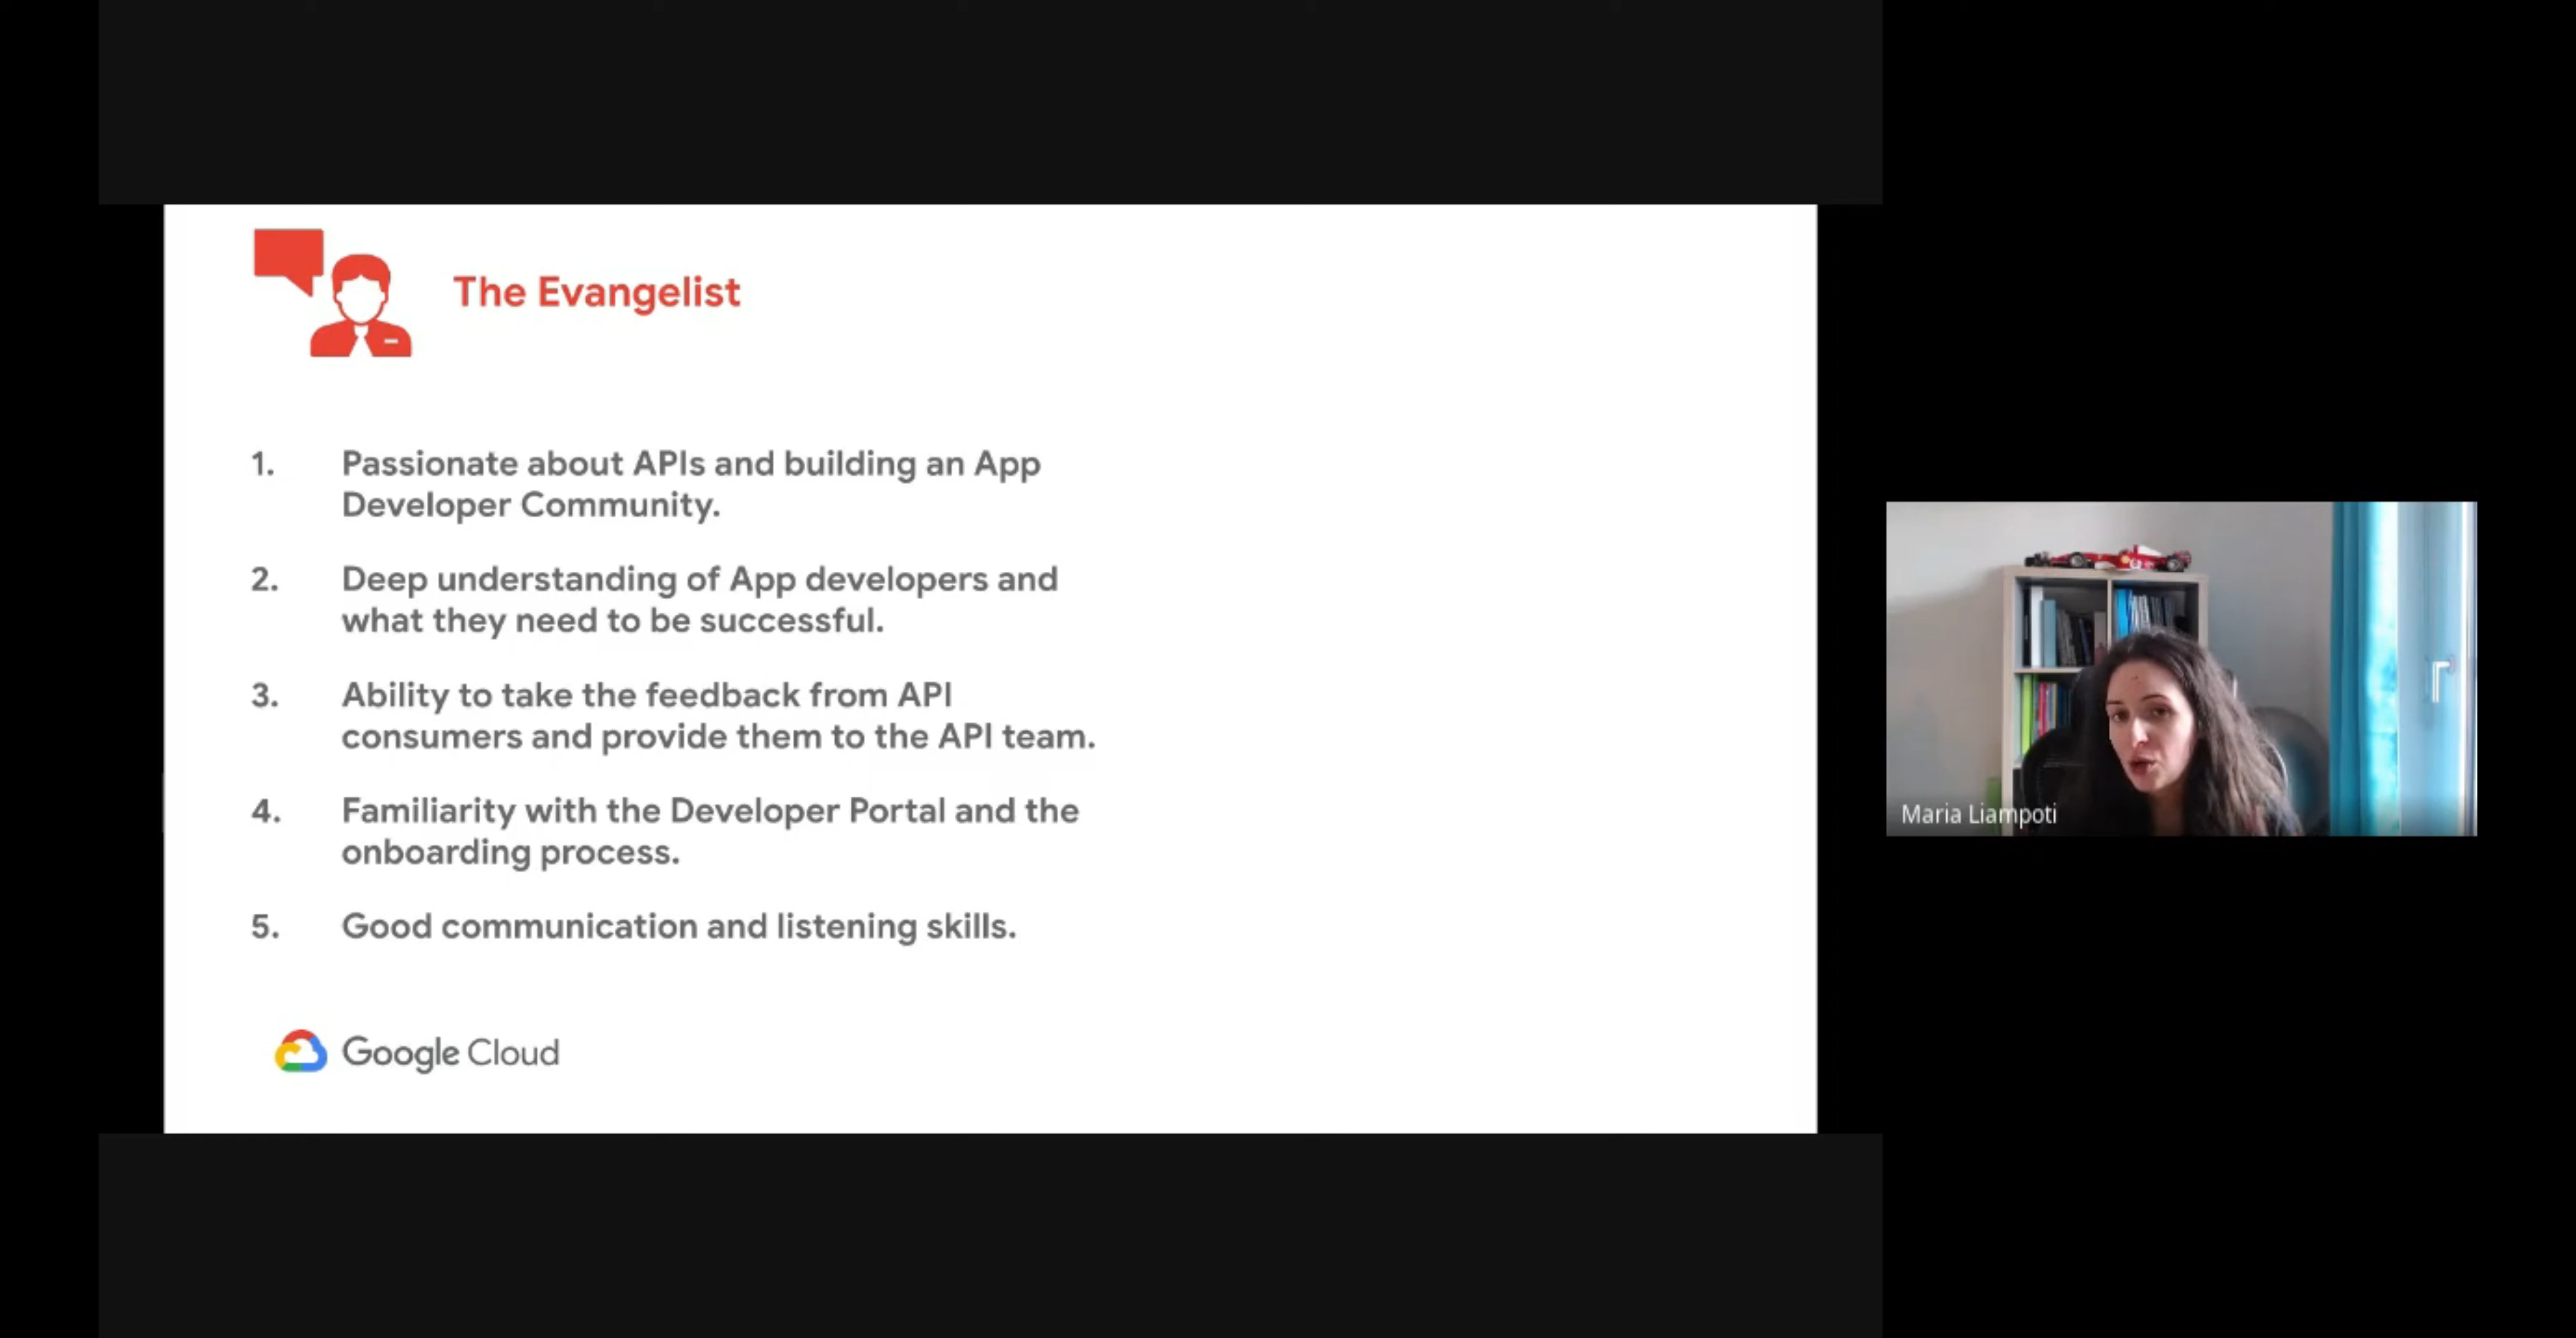 The Evangelist
1. Passionate about APIs and building an App
Developer Community.
2. Deep understanding of App developers and
what they need to be successful.
3. Ability to take the feedback from API
consumers and provide them to the API team.
4. Familiarity with the Developer Portal and the
onboarding process.
5. Good communication and listening skills.
Google Cloud
Maria Liampoti